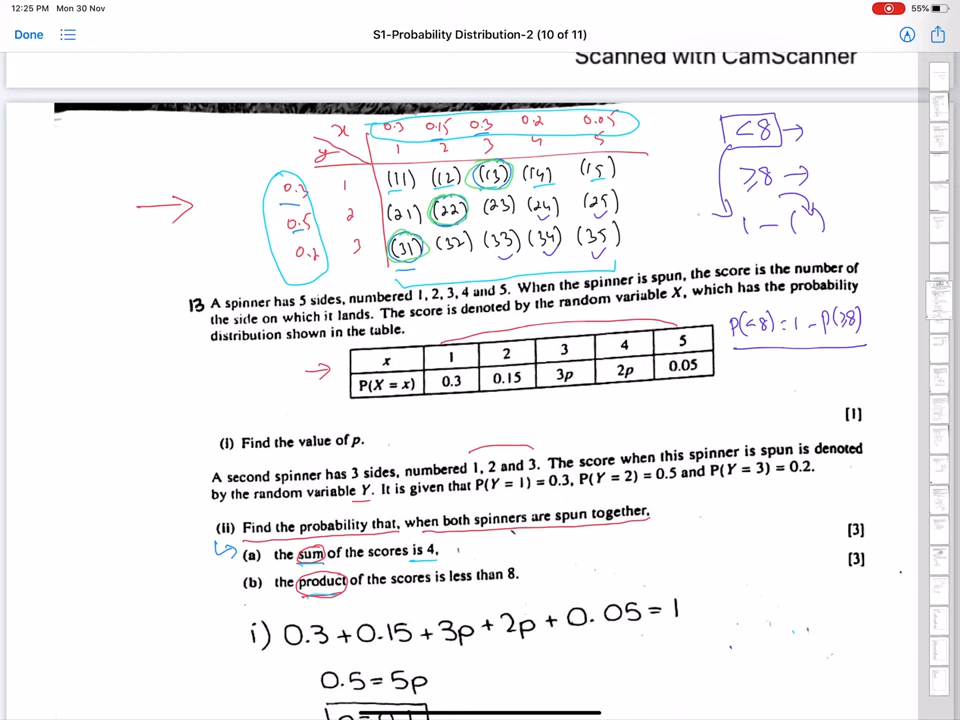 12:25 PM Mon 30 Nov
55%
Done
S1-Probability Distribution-2 (10 of 11)
Scanned with CamScanner
x 0.3 0.15 0.3 0.2 0.05
y 1 2 3 4 5
0.3 1 (11) (12) (13) (14) (15)
0.5 2 (21) (22) (23) (24) (25)
0.2 3 (31) (32) (33) (34) (35)
<8 →
≥8 →
1 - ( )
13 A spinner has 5 sides, numbered 1, 2, 3, 4 and 5. When the spinner is spun, the score is the number of
the side on which it lands. The score is denoted by the random variable X, which has the probability
distribution shown in the table.
P(<8) = 1 - P(≥8)
x 1 2 3 4 5
P(X = x) 0.3 0.15 3p 2p 0.05
(i) Find the value of p. [1]
A second spinner has 3 sides, numbered 1, 2 and 3. The score when this spinner is spun is denoted
by the random variable Y. It is given that P(Y = 1) = 0.3, P(Y = 2) = 0.5 and P(Y = 3) = 0.2.
(ii) Find the probability that, when both spinners are spun together,
(a) the sum of the scores is 4, [3]
(b) the product of the scores is less than 8. [3]
i) 0.3 + 0.15 + 3p + 2p + 0.05 = 1
0.5 = 5p